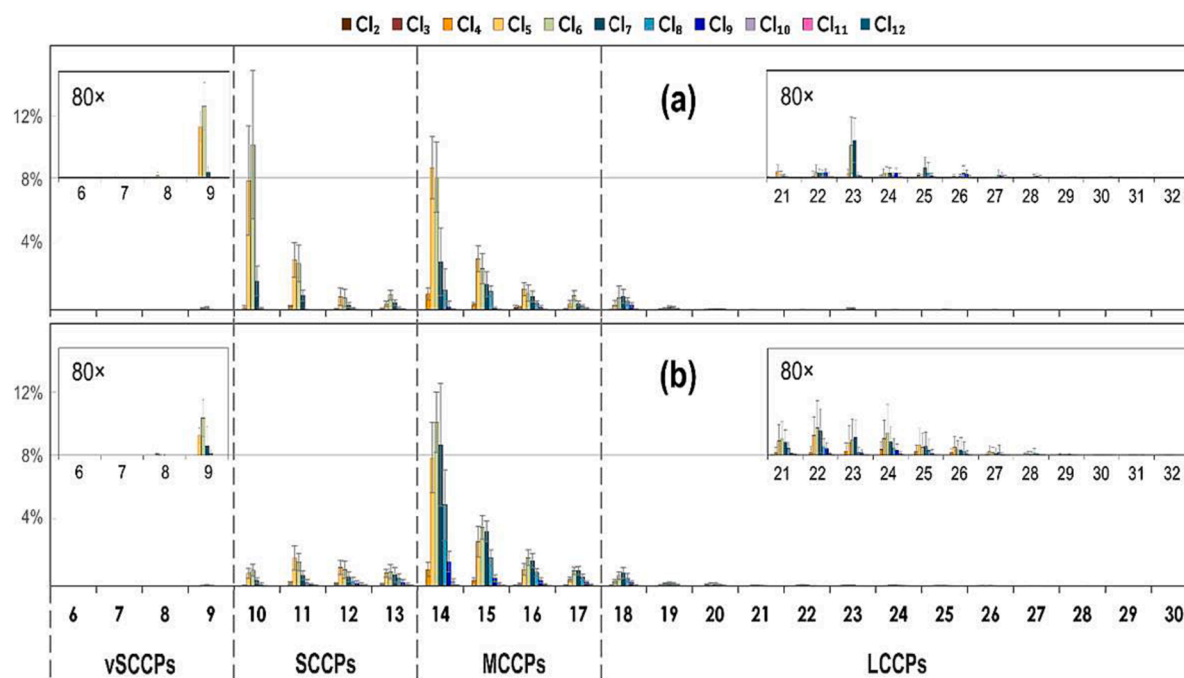 Cl₂ Cl₃ Cl₄ Cl₅ Cl₆ Cl₇ Cl₈ Cl₉ Cl₁₀ Cl₁₁ Cl₁₂
80×
(a)
80×
12%
8%
4%
6 7 8 9
21 22 23 24 25 26 27 28 29 30 31 32
80×
(b)
80×
12%
8%
4%
6 7 8 9
21 22 23 24 25 26 27 28 29 30 31 32
6 7 8 9 10 11 12 13 14 15 16 17 18 19 20 21 22 23 24 25 26 27 28 29 30
vSCCPs SCCPs MCCPs LCCPs